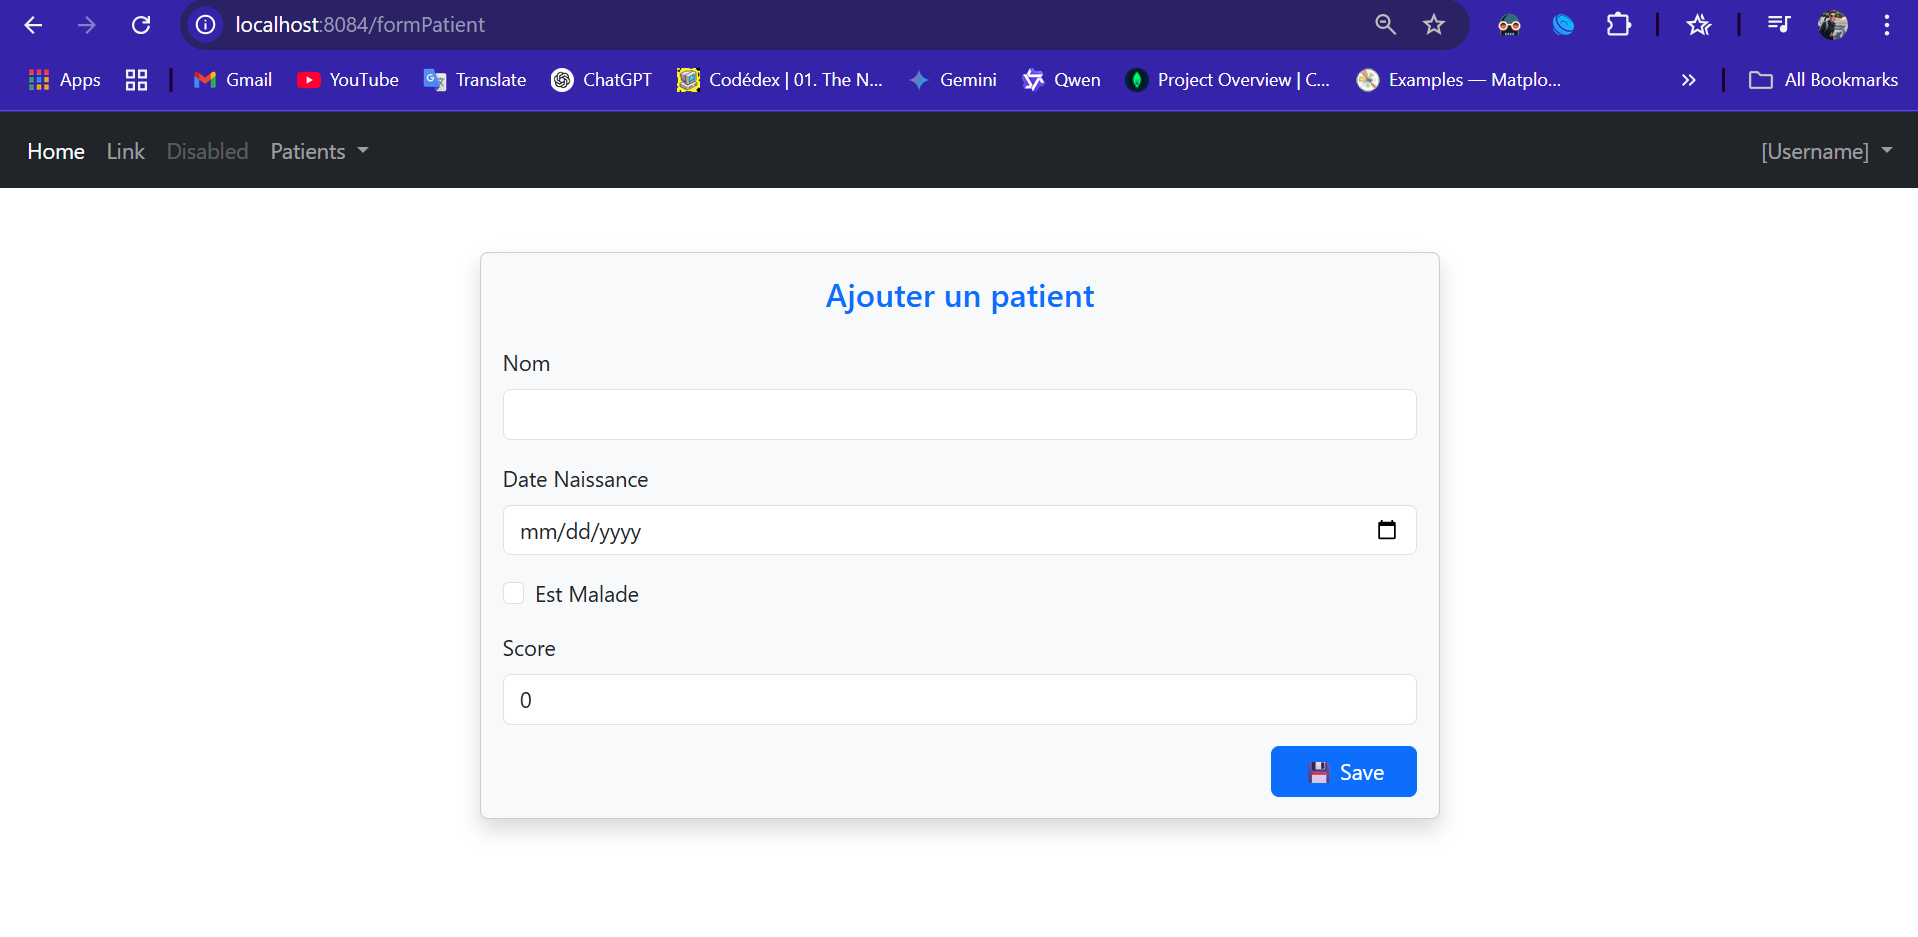 localhost:8084/formPatient
Apps Gmail YouTube Translate ChatGPT Codédex | 01. The N... Gemini Qwen Project Overview | C... Examples — Matplo... » All Bookmarks
Home Link Disabled Patients [Username]
Ajouter un patient
Nom
Date Naissance
mm/dd/yyyy
Est Malade
Score
0
Save